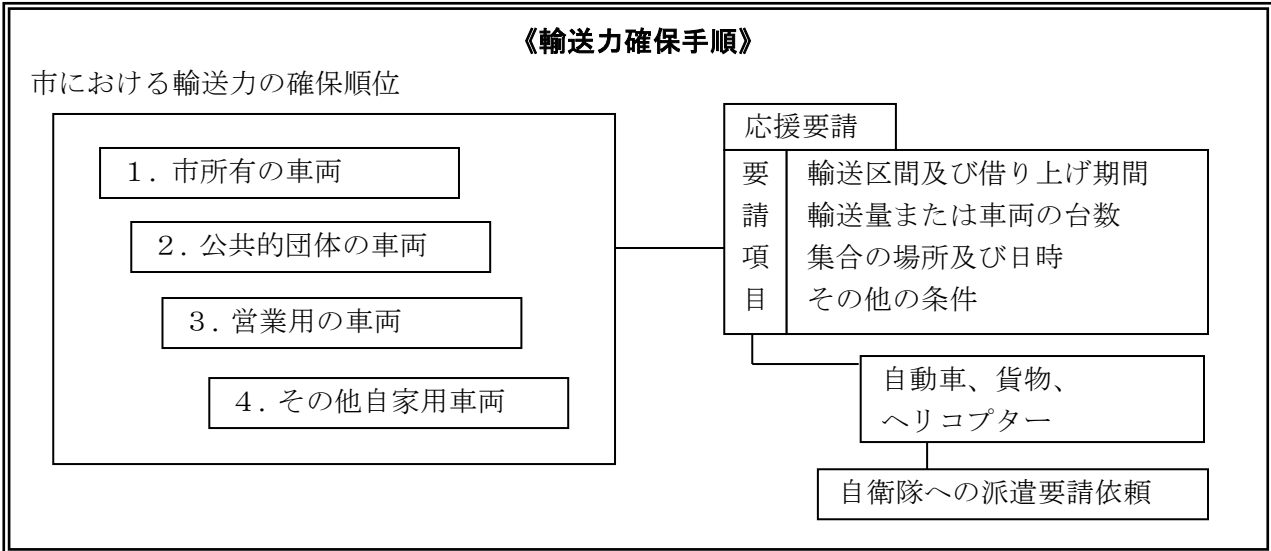 《輸送力確保手順》
市における輸送力の確保順位
１．市所有の車両
２．公共的団体の車両
３．営業用の車両
４．その他自家用車両
応援要請
要請項目
輸送区間及び借り上げ期間
輸送量または車両の台数
集合の場所及び日時
その他の条件
自動車、貨物、
ヘリコプター
自衛隊への派遣要請依頼